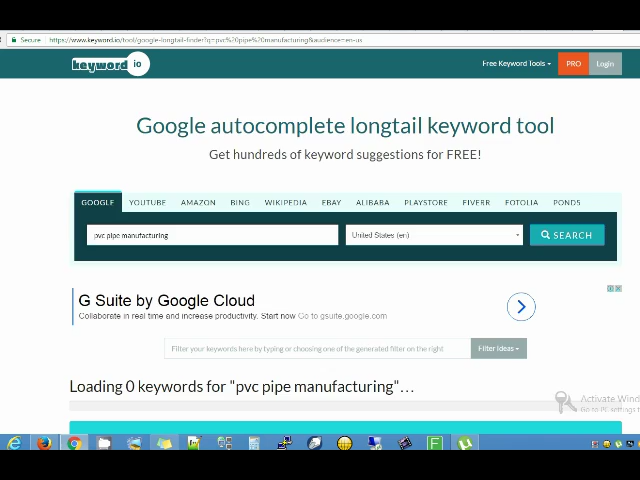 Secure https://www.keyword.io/tool/google-longtail-finder?q=pvc%20pipe%20manufacturing&audience=en-us
keyword io Free Keyword Tools PRO Login
Google autocomplete longtail keyword tool
Get hundreds of keyword suggestions for FREE!
GOOGLE YOUTUBE AMAZON BING WIKIPEDIA EBAY ALIBABA PLAYSTORE FIVERR FOTOLIA POND5
pvc pipe manufacturing United States (en) SEARCH
G Suite by Google Cloud
Collaborate in real time and increase productivity. Start now Go to gsuite.google.com
Filter your keywords here by typing or choosing one of the generated filter on the right Filter Ideas
Loading 0 keywords for "pvc pipe manufacturing"...
Activate Wind
Go to PC settings t